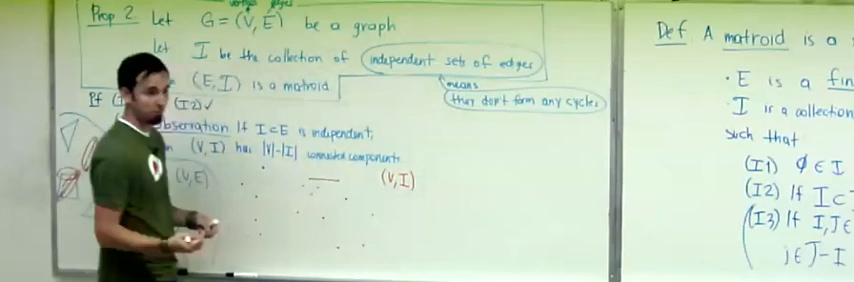 vertices edges
Prop 2. Let G = (V, E) be a graph
let I be the collection of independent sets of edges
(E, I) is a matroid
means
they don't form any cycles
Pf (I (I2) ✓
Observation If I ⊂ E is independent,
(V, I) has |V|-|I| connected components
(V,E)
(V,I)
Def A matroid is a
· E is a fin
· I is a collection
such that
(I1) ∅ ∈ I
(I2) If I ⊂
(I3) If I, J ∈
j ∈ J - I